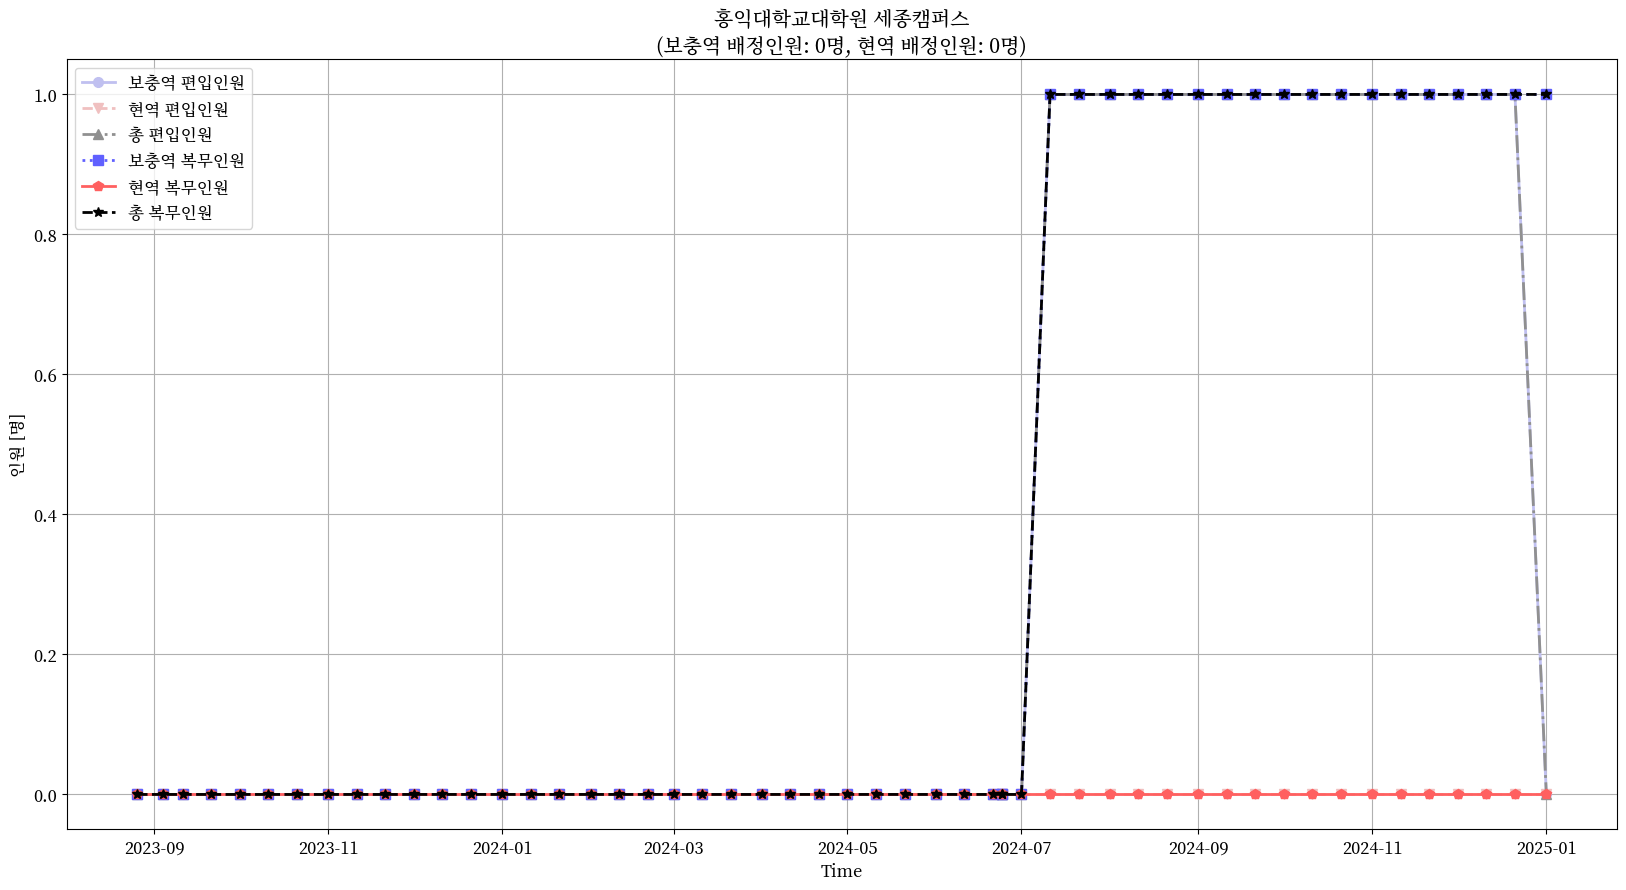 홍익대학교대학원 세종캠퍼스
(보충역 배정인원: 0명, 현역 배정인원: 0명)
보충역 편입인원
현역 편입인원
총 편입인원
보충역 복무인원
현역 복무인원
총 복무인원
1.0
0.8
0.6
0.4
0.2
0.0
인원 [명]
2023-09
2023-11
2024-01
2024-03
2024-05
2024-07
2024-09
2024-11
2025-01
Time